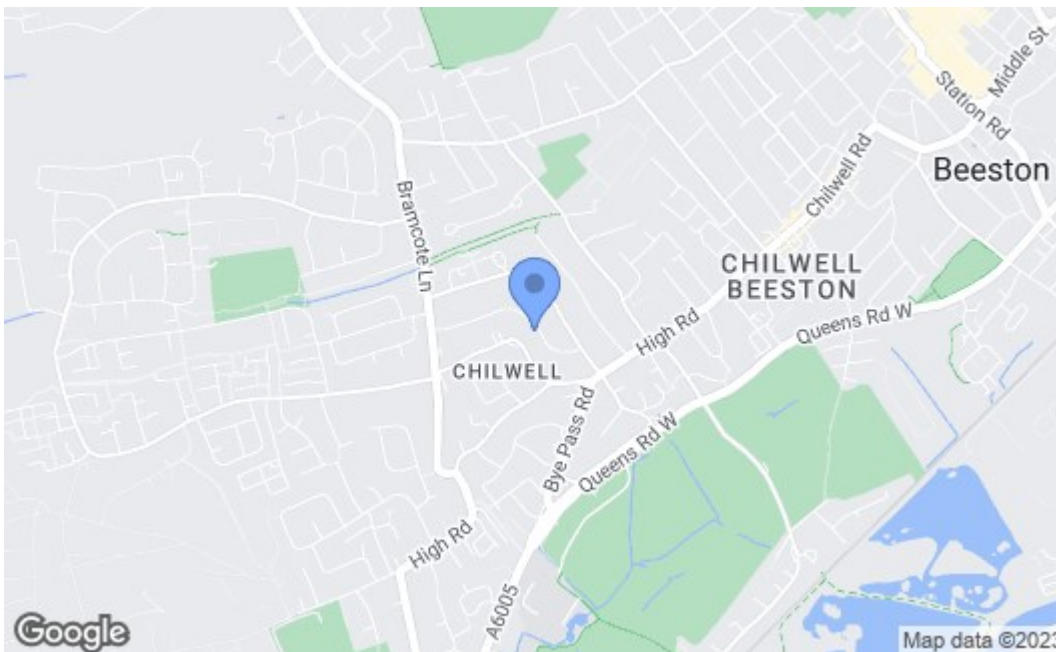 Middle St
Station Rd
Beeston
Chilwell Rd
Bramcote Ln
CHILWELL
BEESTON
Queens Rd W
High Rd
CHILWELL
Bye Pass Rd
Queens Rd W
High Rd
A6005
Google
Map data ©2023